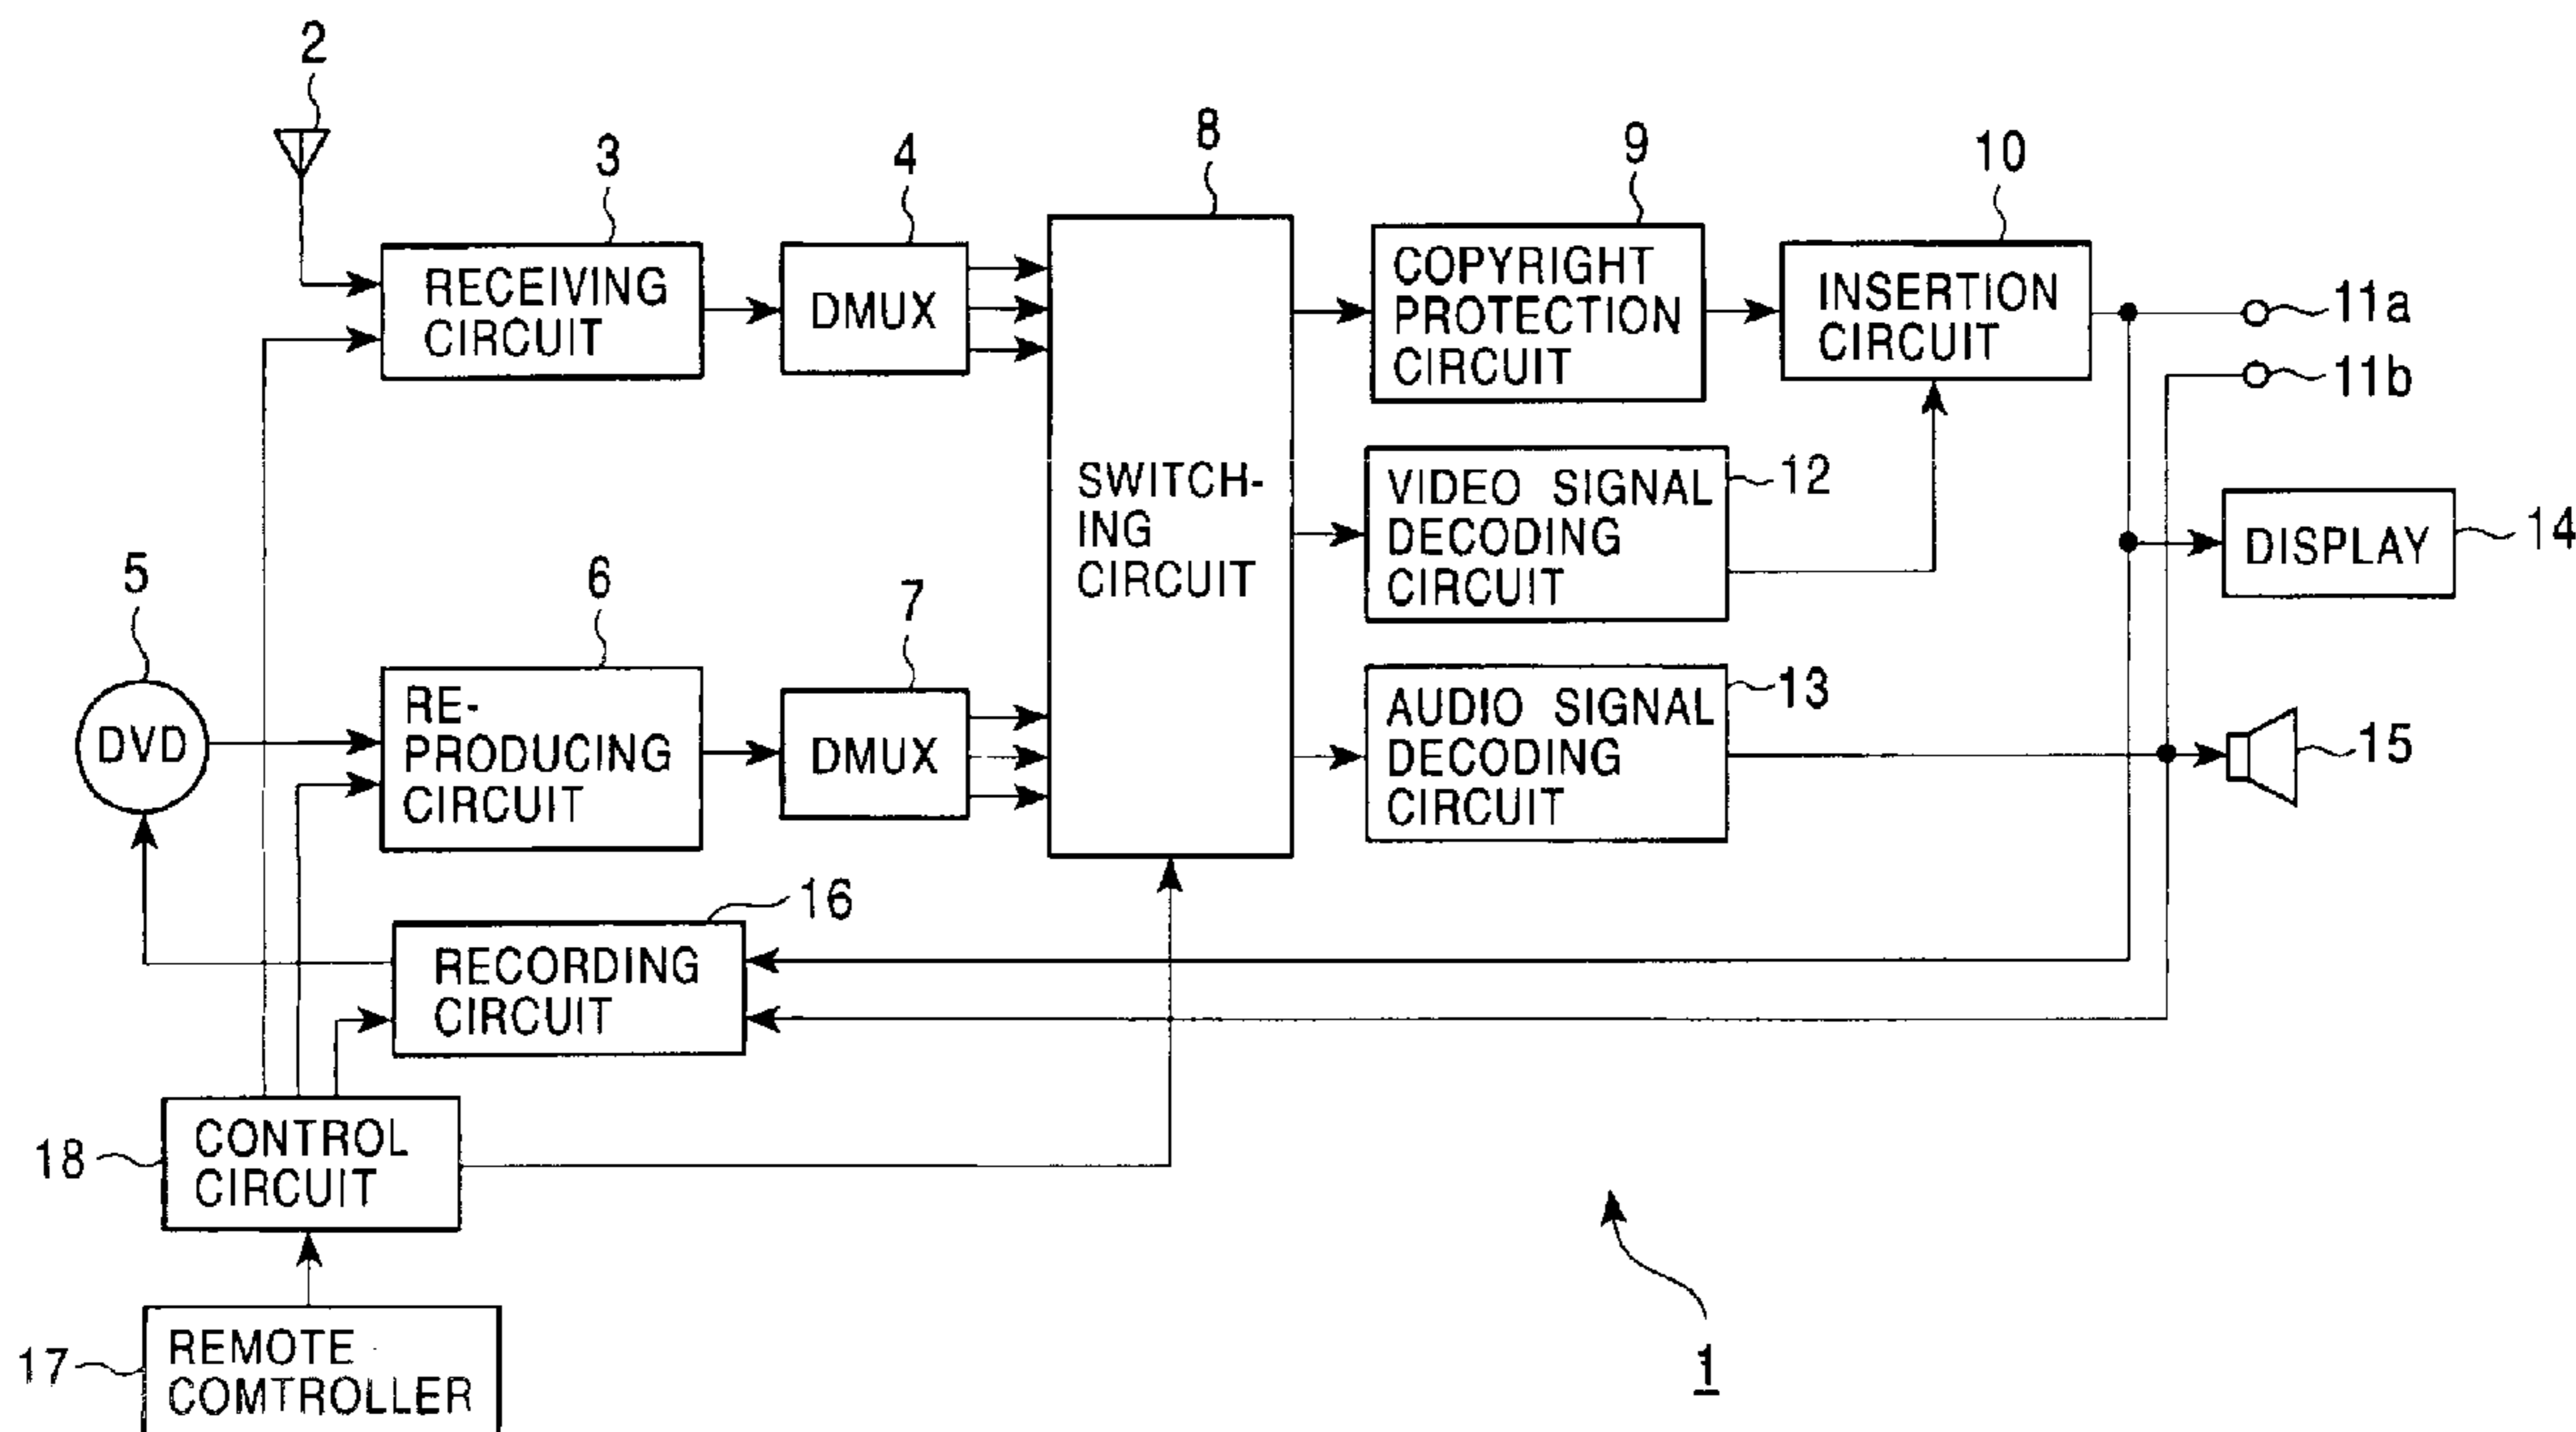 2
3
4
8
9
10
RECEIVING
CIRCUIT
DMUX
COPYRIGHT
PROTECTION
CIRCUIT
INSERTION
CIRCUIT
11a
11b
SWITCH-
ING
CIRCUIT
VIDEO SIGNAL
DECODING
CIRCUIT
12
DISPLAY
14
5
6
7
DVD
RE-
PRODUCING
CIRCUIT
DMUX
AUDIO SIGNAL
DECODING
CIRCUIT
13
15
16
RECORDING
CIRCUIT
18
CONTROL
CIRCUIT
17
REMOTE
COMTROLLER
1